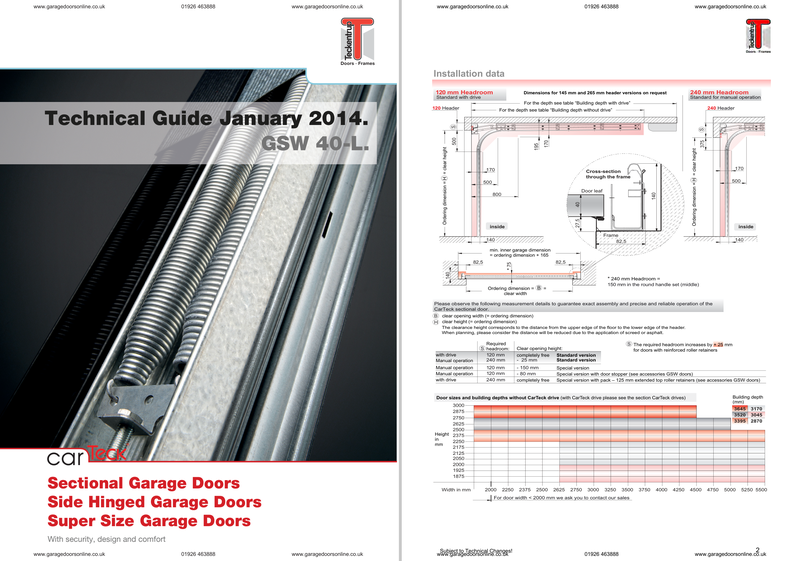 www.garagedoorsonline.co.uk 01926 463888 www.garagedoorsonline.co.uk
Teckentrup
Doors · Frames
Technical Guide January 2014.
GSW 40-L.
carTeck
Sectional Garage Doors
Side Hinged Garage Doors
Super Size Garage Doors
With security, design and comfort
www.garagedoorsonline.co.uk 01926 463888 www.garagedoorsonline.co.uk
www.garagedoorsonline.co.uk 01926 463888 www.garagedoorsonline.co.uk
Teckentrup
Doors · Frames
Installation data
120 mm Headroom
Standard with drive
Dimensions for 145 mm and 265 mm header versions on request
240 mm Headroom
Standard for manual operation
For the depth see table "Building depth with drive"
For the depth see table "Building depth without drive"
120 Header
240 Header
S
500
195
170
S
375
Ordering dimension = H = clear height
170
500
800
Cross-section
through the frame
Door leaf
40
27.5
140
Frame
82,5
Ordering dimension = H = clear height
170
500
inside
140
inside
140
min. inner garage dimension
= ordering dimension + 165
82,5
82,5
140
Ordering dimension = B =
clear width
* 240 mm Headroom =
150 mm in the round handle set (middle)
Please observe the following measurement details to guarantee exact assembly and precise and reliable operation of the
CarTeck sectional door.
B clear opening width (= ordering dimension)
H clear height (= ordering dimension)
The clearance height corresponds to the distance from the upper edge of the floor to the lower edge of the header.
When planning, please consider the distance will be reduced due to the application of screed or asphalt.
Required
S headroom: Clear opening height:
S The required headroom increases by + 25 mm
for doors with reinforced roller retainers
with drive 120 mm completely free Standard version
Manual operation 240 mm - 25 mm Standard version
Manual operation 120 mm - 150 mm Special version
Manual operation 120 mm - 80 mm Special version with door stopper (see accessories GSW doors)
with drive 240 mm completely free Special version with pack – 125 mm extended top roller retainers (see accessories GSW doors)
Door sizes and building depths without CarTeck drive (with CarTeck drive please see the section CarTeck drives)
Building depth
(mm)
3000
2875
2750
2625
2500
2375
2250
2175
2125
2050
2000
1925
1875
3645 3170
3520 3045
3395 2870
Height
in
mm
Width in mm 2000 2250 2375 2500 2625 2750 3000 3250 3500 3750 4000 4250 4500 4750 5000 5250 5500
For door width < 2000 mm we ask you to contact our sales
Subject to Technical Changes! 2
www.garagedoorsonline.co.uk 01926 463888 www.garagedoorsonline.co.uk